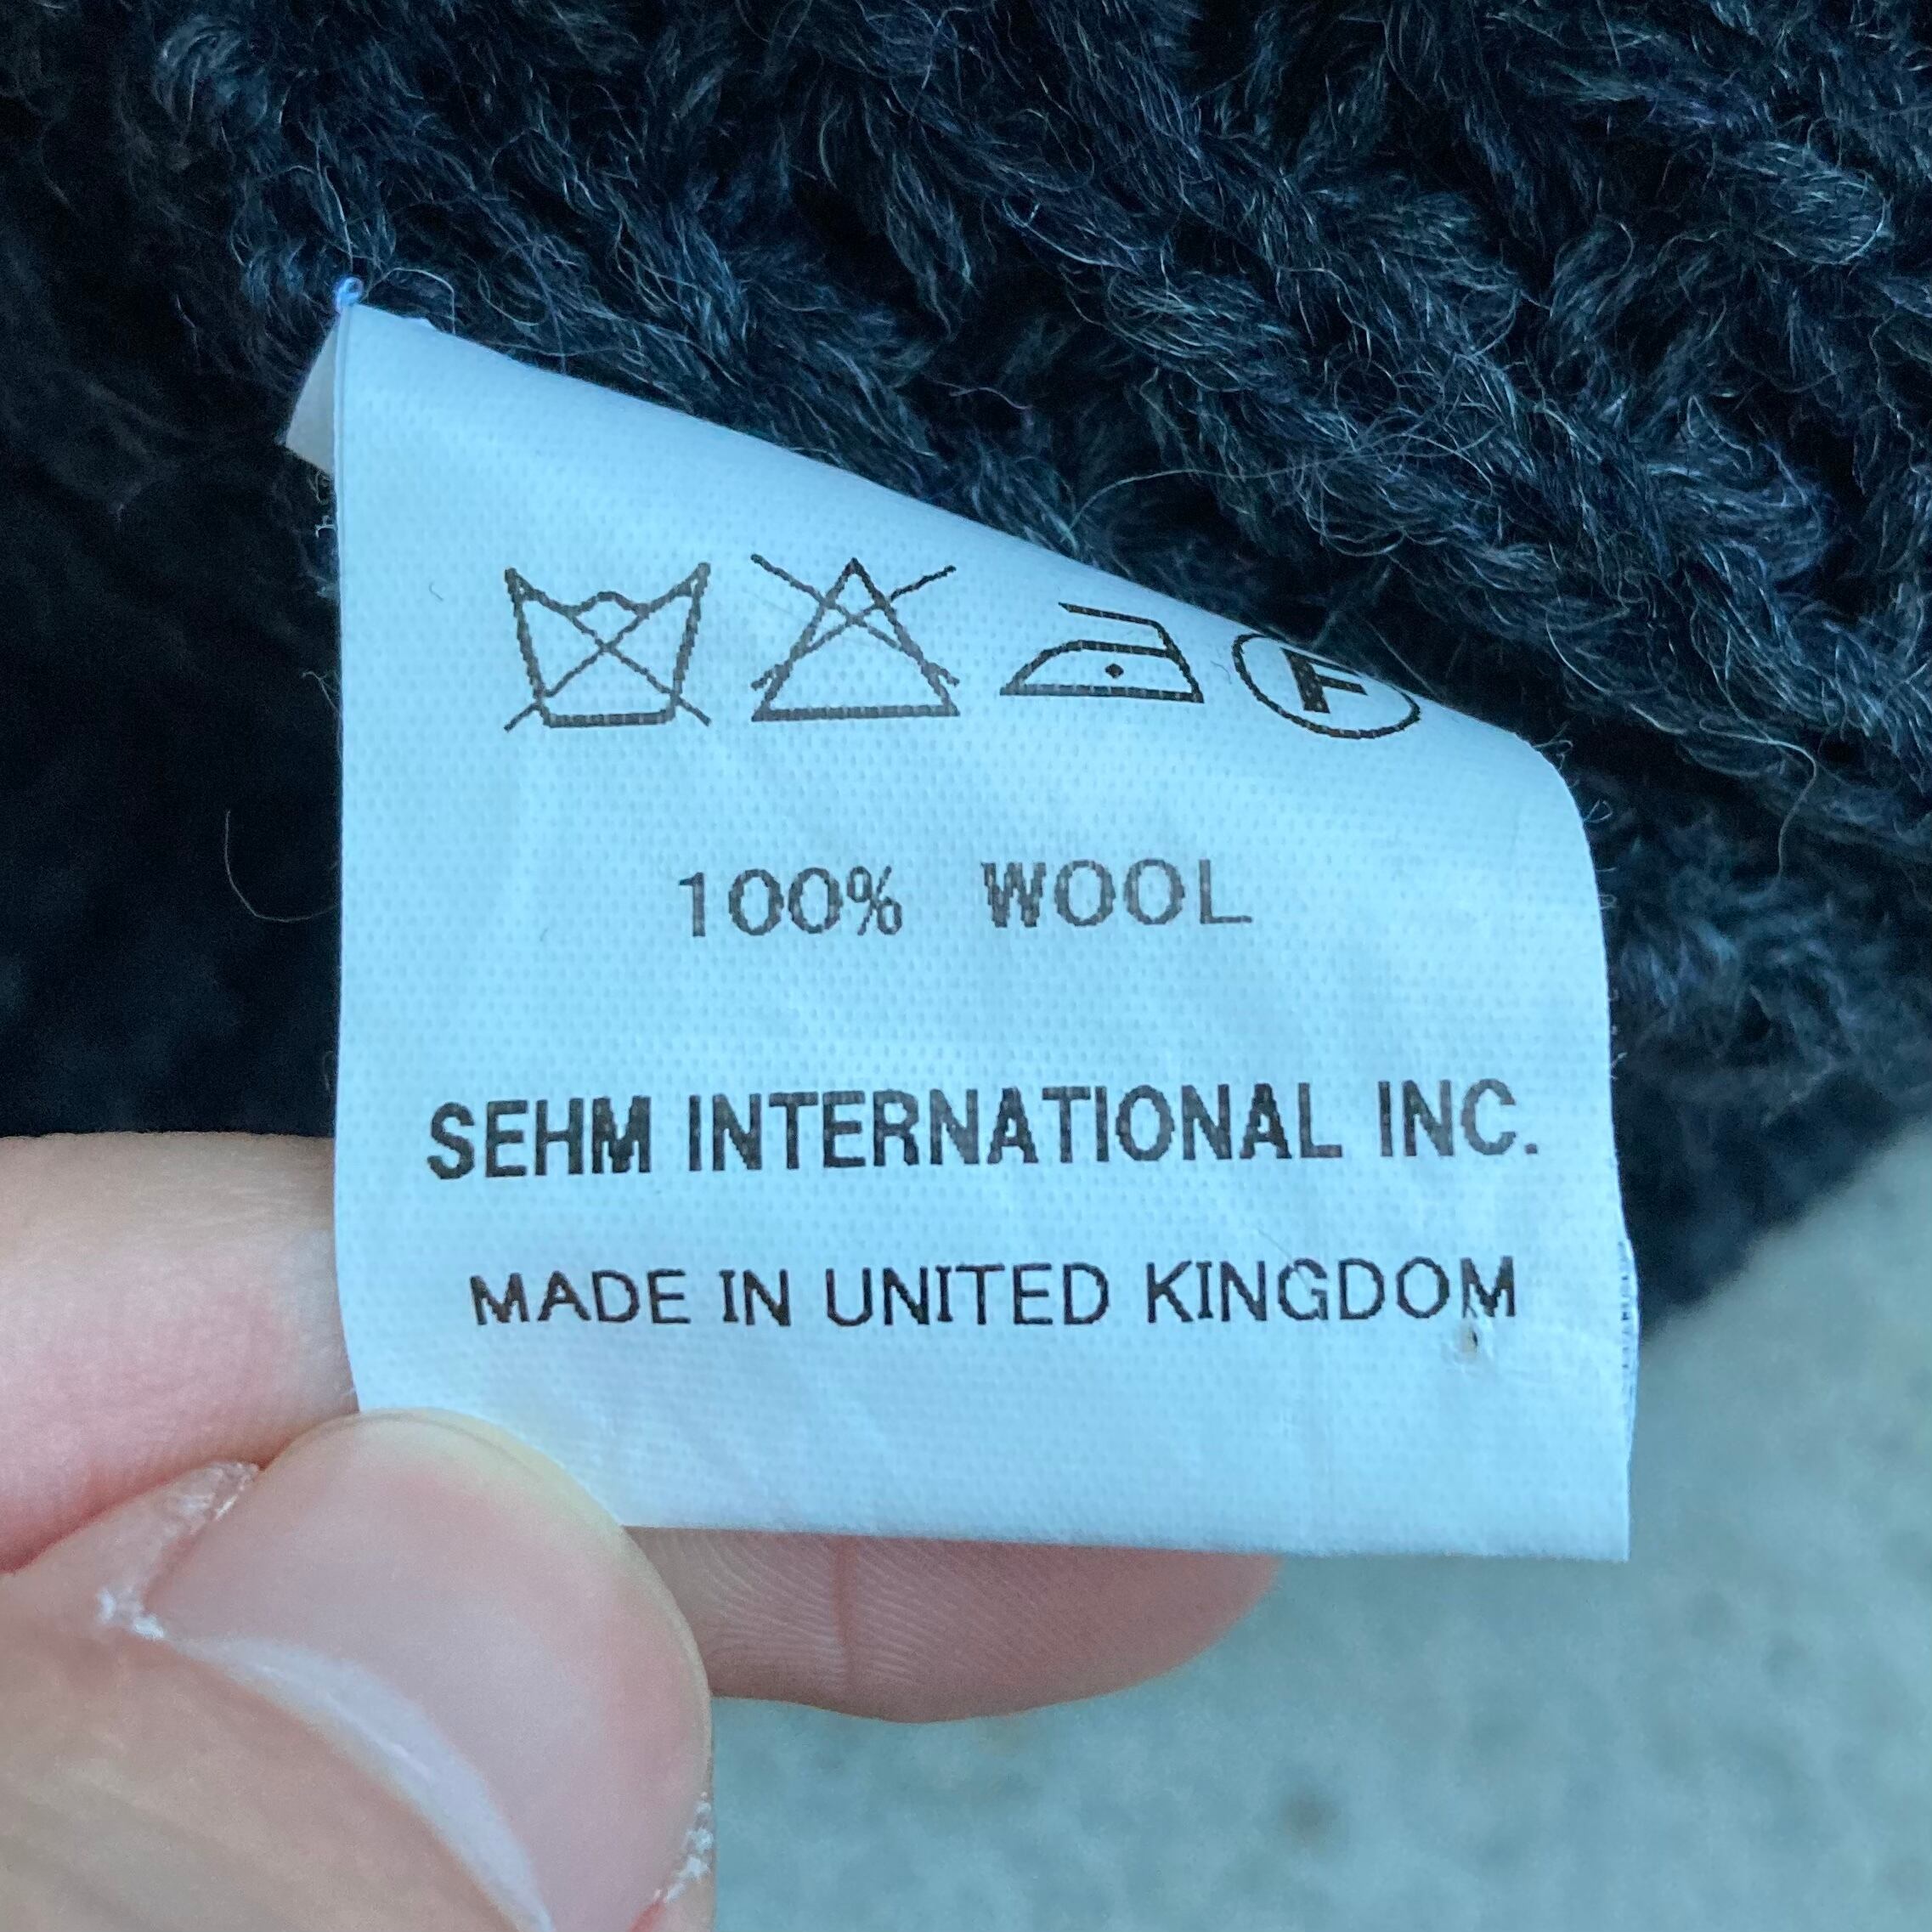 F
100% WOOL
SEHM INTERNATIONAL INC.
MADE IN UNITED KINGDOM